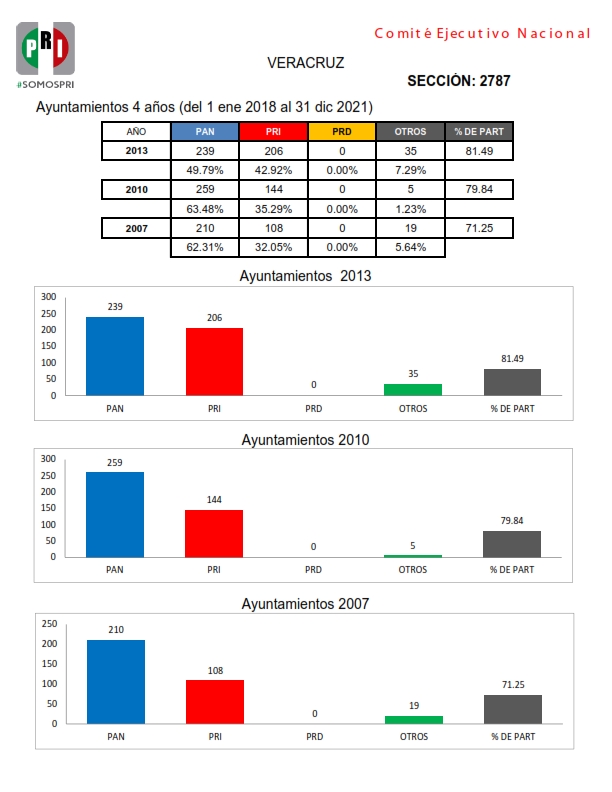 PRI
#SOMOSPRI
Comité Ejecutivo Nacional
VERACRUZ
SECCIÓN: 2787
Ayuntamientos 4 años (del 1 ene 2018 al 31 dic 2021)
AÑO PAN PRI PRD OTROS % DE PART
2013 239 206 0 35 81.49
49.79% 42.92% 0.00% 7.29%
2010 259 144 0 5 79.84
63.48% 35.29% 0.00% 1.23%
2007 210 108 0 19 71.25
62.31% 32.05% 0.00% 5.64%
Ayuntamientos 2013
300
250
200
150
100
50
0
239 206 0 35 81.49
PAN PRI PRD OTROS % DE PART
Ayuntamientos 2010
300
250
200
150
100
50
0
259 144 0 5 79.84
PAN PRI PRD OTROS % DE PART
Ayuntamientos 2007
250
200
150
100
50
0
210 108 0 19 71.25
PAN PRI PRD OTROS % DE PART